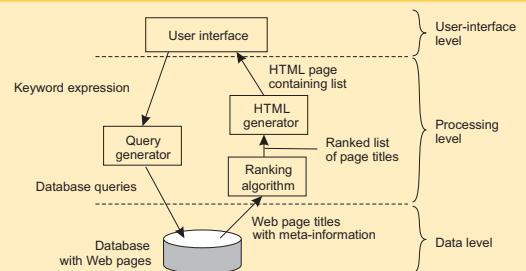 User interface
User-interface
level
HTML page
containing list
Keyword expression
HTML
generator
Processing
level
Query
generator
Ranked list
of page titles
Ranking
algorithm
Database queries
Web page titles
with meta-information
Database
with Web pages
Data level